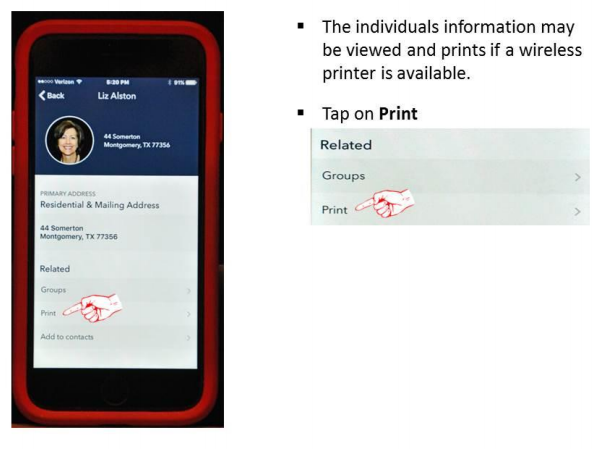 Verizon 8:20 PM 91%
Back Liz Alston
44 Somerton
Montgomery, TX 77356
PRIMARY ADDRESS
Residential & Mailing Address
44 Somerton
Montgomery, TX 77356
Related
Groups
Print
Add to contacts
▪ The individuals information may
be viewed and prints if a wireless
printer is available.
▪ Tap on Print
Related
Groups
Print